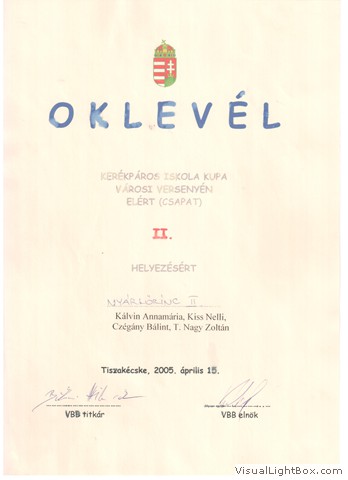 OKLEVÉL
KERÉKPÁROS ISKOLA KUPA
VÁROSI VERSENYÉN
ELÉRT (CSAPAT)
II.
HELYEZÉSÉRT
NYÁRLŐRINC II.
Kálvin Annamária, Kiss Nelli,
Czégány Bálint, T. Nagy Zoltán
Tiszakécske, 2005. április 15.
VBB titkár VBB elnök
VisualLightBox.com